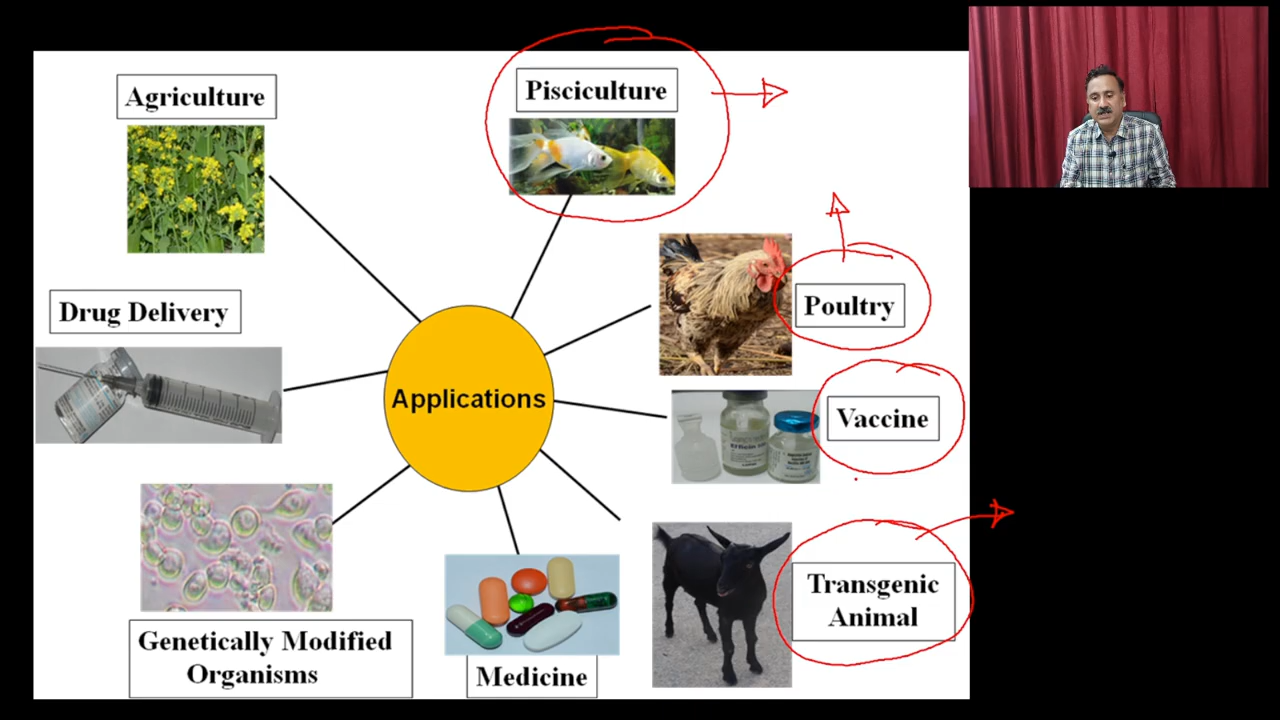 Agriculture
Pisciculture
Drug Delivery
Poultry
Applications
Vaccine
Transgenic
Animal
Genetically Modified
Organisms
Medicine